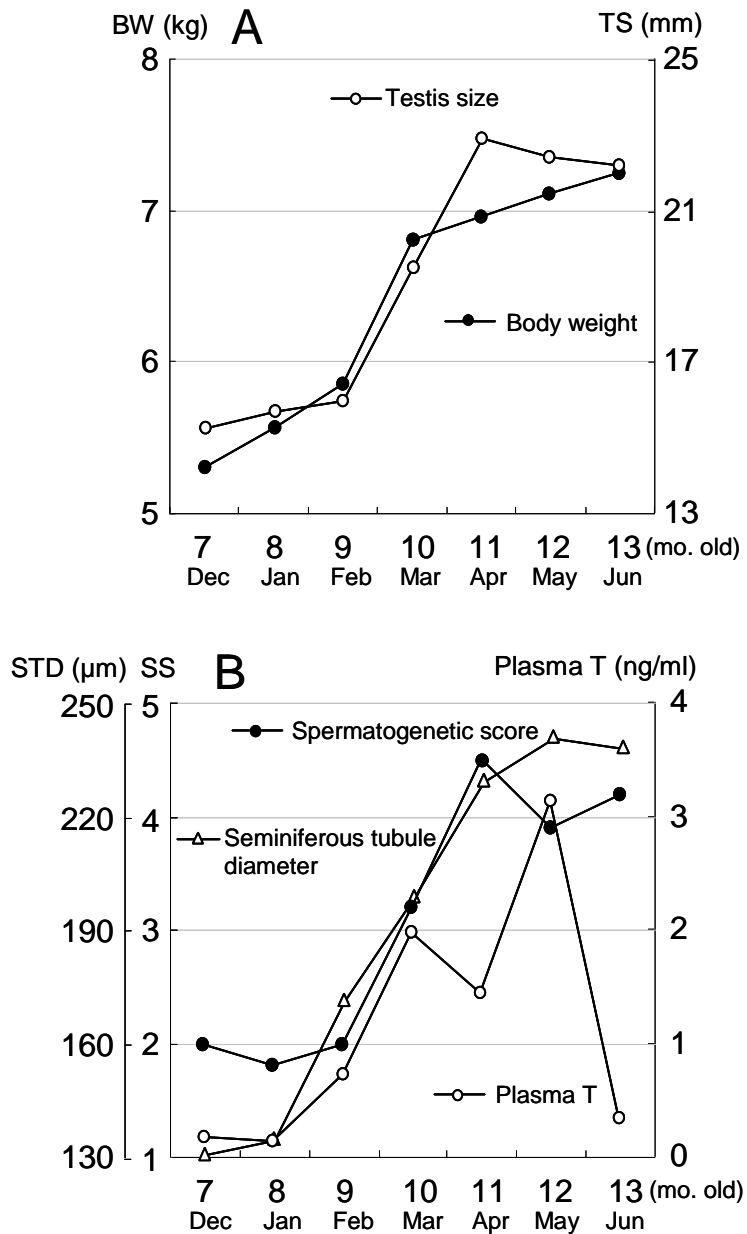 BW (kg) A TS (mm)
8 25
Testis size
7 21
Body weight
6 17
5 13
7 8 9 10 11 12 13 (mo. old)
Dec Jan Feb Mar Apr May Jun
STD (μm) SS B Plasma T (ng/ml)
250 5 4
Spermatogenetic score
220 4 3
Seminiferous tubule
diameter
190 3 2
160 2 1
Plasma T
130 1 0
7 8 9 10 11 12 13 (mo. old)
Dec Jan Feb Mar Apr May Jun